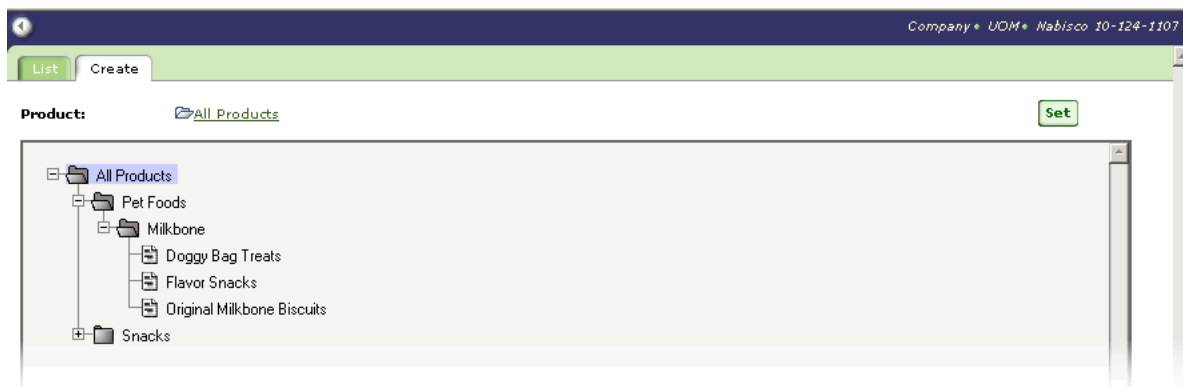 Company • UOM • Nabisco 10-124-1107
List Create
Product: All Products Set
All Products
Pet Foods
Milkbone
Doggy Bag Treats
Flavor Snacks
Original Milkbone Biscuits
Snacks